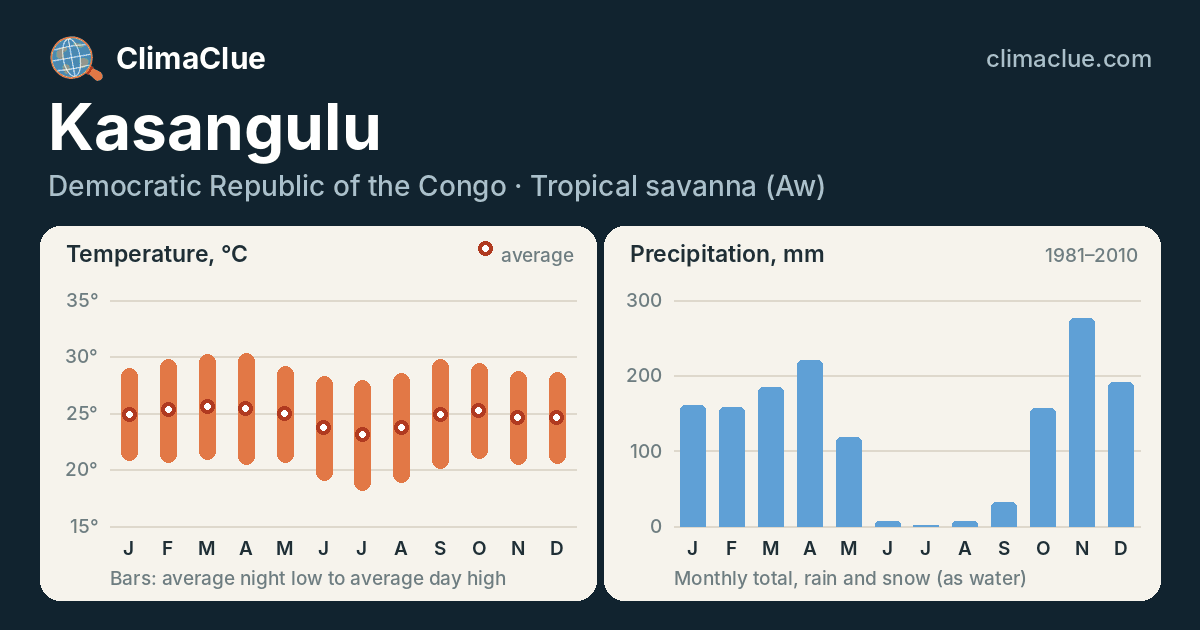 ClimaClue
climaclue.com
Kasangulu
Democratic Republic of the Congo · Tropical savanna (Aw)
Temperature, °C
average
35°
30°
25°
20°
15°
J F M A M J J A S O N D
Bars: average night low to average day high
Precipitation, mm
1981–2010
300
200
100
0
J F M A M J J A S O N D
Monthly total, rain and snow (as water)